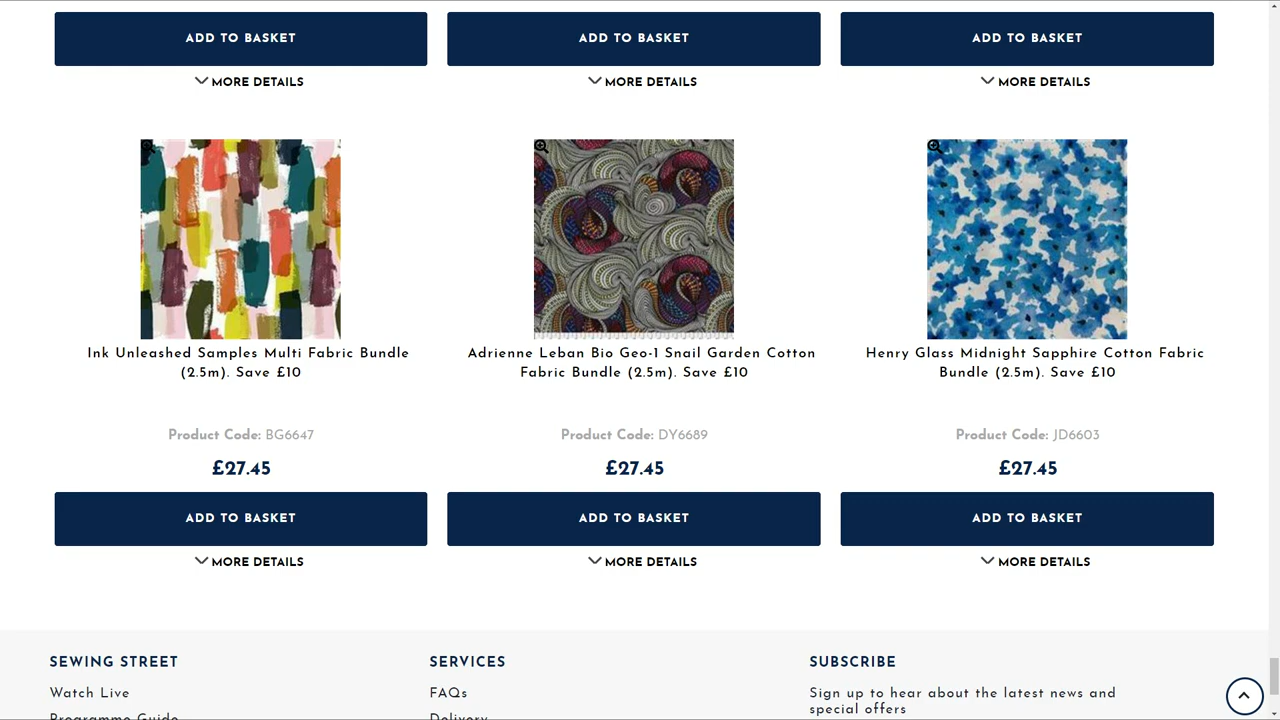 ADD TO BASKET
ADD TO BASKET
ADD TO BASKET
MORE DETAILS
MORE DETAILS
MORE DETAILS
Ink Unleashed Samples Multi Fabric Bundle
(2.5m). Save £10
Adrienne Leban Bio Geo-1 Snail Garden Cotton
Fabric Bundle (2.5m). Save £10
Henry Glass Midnight Sapphire Cotton Fabric
Bundle (2.5m). Save £10
Product Code: BG6647
Product Code: DY6689
Product Code: JD6603
£27.45
£27.45
£27.45
ADD TO BASKET
ADD TO BASKET
ADD TO BASKET
MORE DETAILS
MORE DETAILS
MORE DETAILS
SEWING STREET
Watch Live
Programme Guide
SERVICES
FAQs
Delivery
SUBSCRIBE
Sign up to hear about the latest news and
special offers